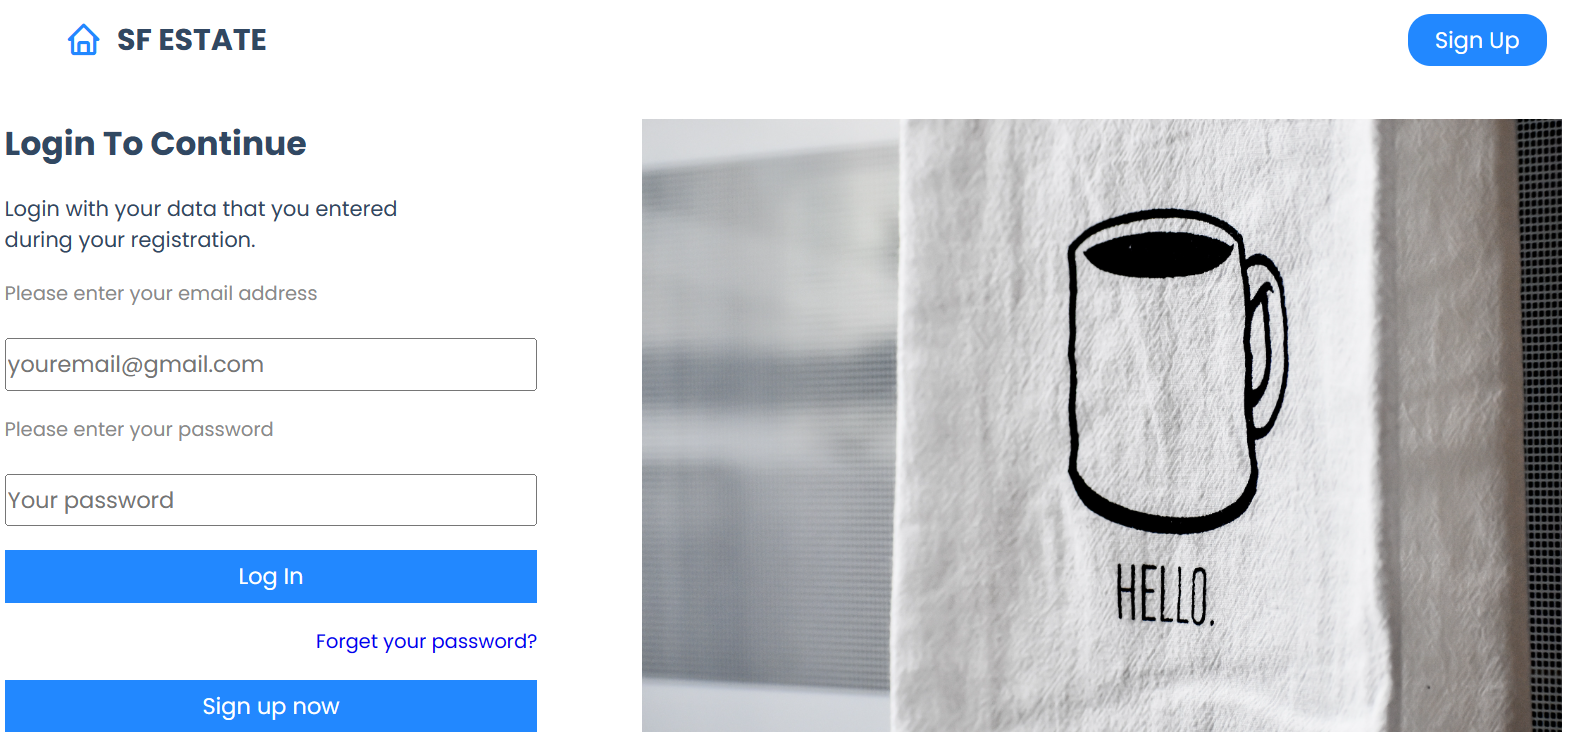 SF ESTATE
Sign Up
Login To Continue
Login with your data that you entered
during your registration.
Please enter your email address
youremail@gmail.com
Please enter your password
Your password
Log In
Forget your password?
Sign up now
HELLO.